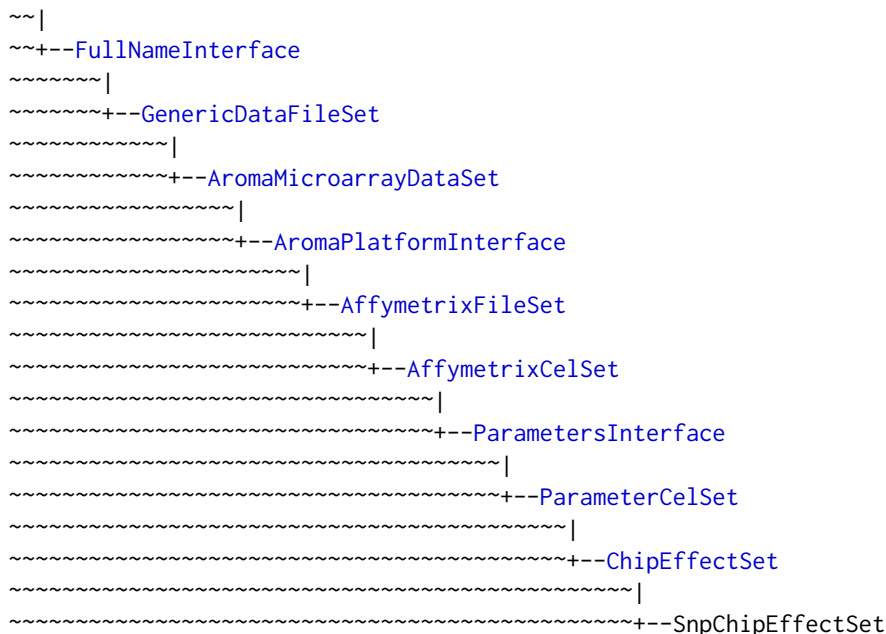 ~~|
~~+--FullNameInterface
~~~~~~~|
~~~~~~~+--GenericDataFileSet
~~~~~~~~~~~~|
~~~~~~~~~~~~+--AromaMicroarrayDataSet
~~~~~~~~~~~~~~~~~|
~~~~~~~~~~~~~~~~~+--AromaPlatformInterface
~~~~~~~~~~~~~~~~~~~~~~|
~~~~~~~~~~~~~~~~~~~~~~+--AffymetrixFileSet
~~~~~~~~~~~~~~~~~~~~~~~~~~~|
~~~~~~~~~~~~~~~~~~~~~~~~~~~+--AffymetrixCelSet
~~~~~~~~~~~~~~~~~~~~~~~~~~~~~~~~|
~~~~~~~~~~~~~~~~~~~~~~~~~~~~~~~~+--ParametersInterface
~~~~~~~~~~~~~~~~~~~~~~~~~~~~~~~~~~~~~|
~~~~~~~~~~~~~~~~~~~~~~~~~~~~~~~~~~~~~+--ParameterCelSet
~~~~~~~~~~~~~~~~~~~~~~~~~~~~~~~~~~~~~~~~~~|
~~~~~~~~~~~~~~~~~~~~~~~~~~~~~~~~~~~~~~~~~~+--ChipEffectSet
~~~~~~~~~~~~~~~~~~~~~~~~~~~~~~~~~~~~~~~~~~~~~~~|
~~~~~~~~~~~~~~~~~~~~~~~~~~~~~~~~~~~~~~~~~~~~~~~+--SnpChipEffectSet